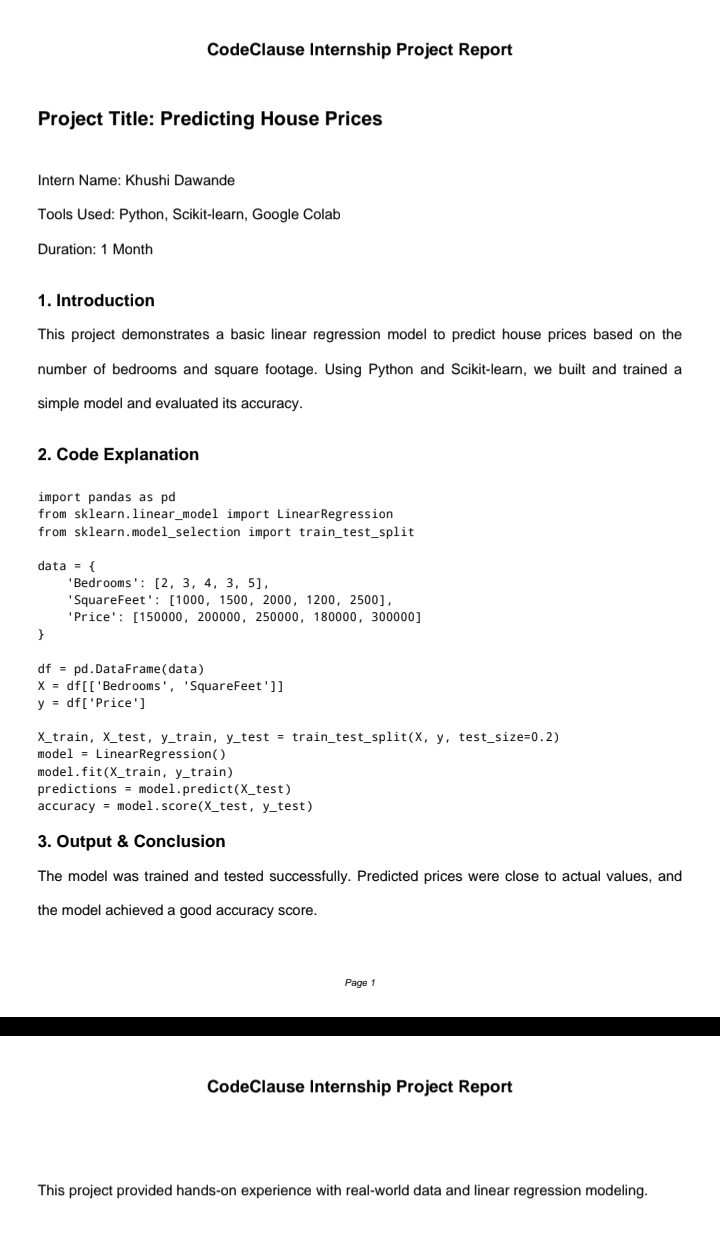 CodeClause Internship Project Report
Project Title: Predicting House Prices
Intern Name: Khushi Dawande
Tools Used: Python, Scikit-learn, Google Colab
Duration: 1 Month
1. Introduction
This project demonstrates a basic linear regression model to predict house prices based on the
number of bedrooms and square footage. Using Python and Scikit-learn, we built and trained a
simple model and evaluated its accuracy.
2. Code Explanation
import pandas as pd
from sklearn.linear_model import LinearRegression
from sklearn.model_selection import train_test_split
data = {
    'Bedrooms': [2, 3, 4, 3, 5],
    'SquareFeet': [1000, 1500, 2000, 1200, 2500],
    'Price': [150000, 200000, 250000, 180000, 300000]
}
df = pd.DataFrame(data)
X = df[['Bedrooms', 'SquareFeet']]
y = df['Price']
X_train, X_test, y_train, y_test = train_test_split(X, y, test_size=0.2)
model = LinearRegression()
model.fit(X_train, y_train)
predictions = model.predict(X_test)
accuracy = model.score(X_test, y_test)
3. Output & Conclusion
The model was trained and tested successfully. Predicted prices were close to actual values, and
the model achieved a good accuracy score.
Page 1
CodeClause Internship Project Report
This project provided hands-on experience with real-world data and linear regression modeling.